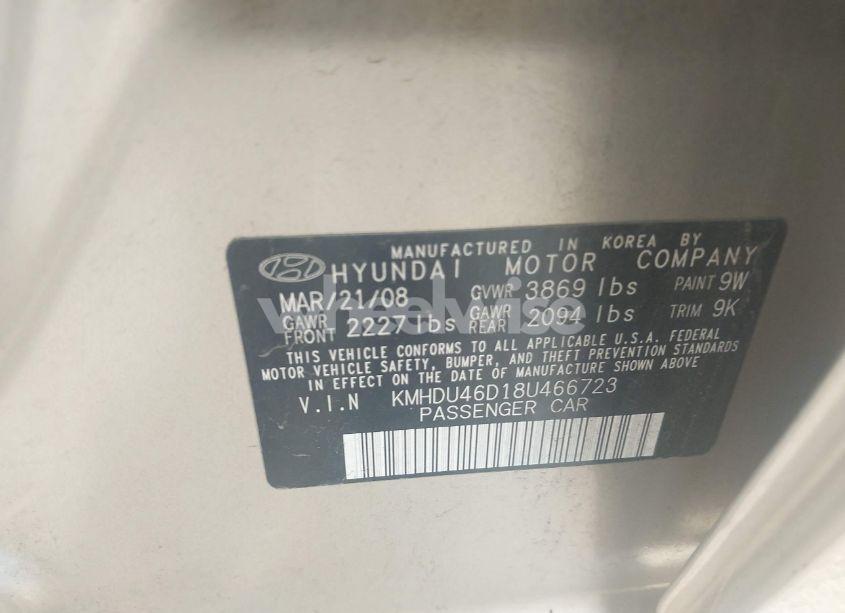 MANUFACTURED IN KOREA BY
HYUNDAI MOTOR COMPANY
MAR/21/08 GVWR 3869 lbs PAINT 9W
GAWR FRONT 2227 lbs GAWR REAR 2094 lbs TRIM 9K
THIS VEHICLE CONFORMS TO ALL APPLICABLE U.S.A. FEDERAL
MOTOR VEHICLE SAFETY, BUMPER, AND THEFT PREVENTION STANDARDS
IN EFFECT ON THE DATE OF MANUFACTURE SHOWN ABOVE
V.I.N KMHDU46D18U466723
PASSENGER CAR
wheelwise